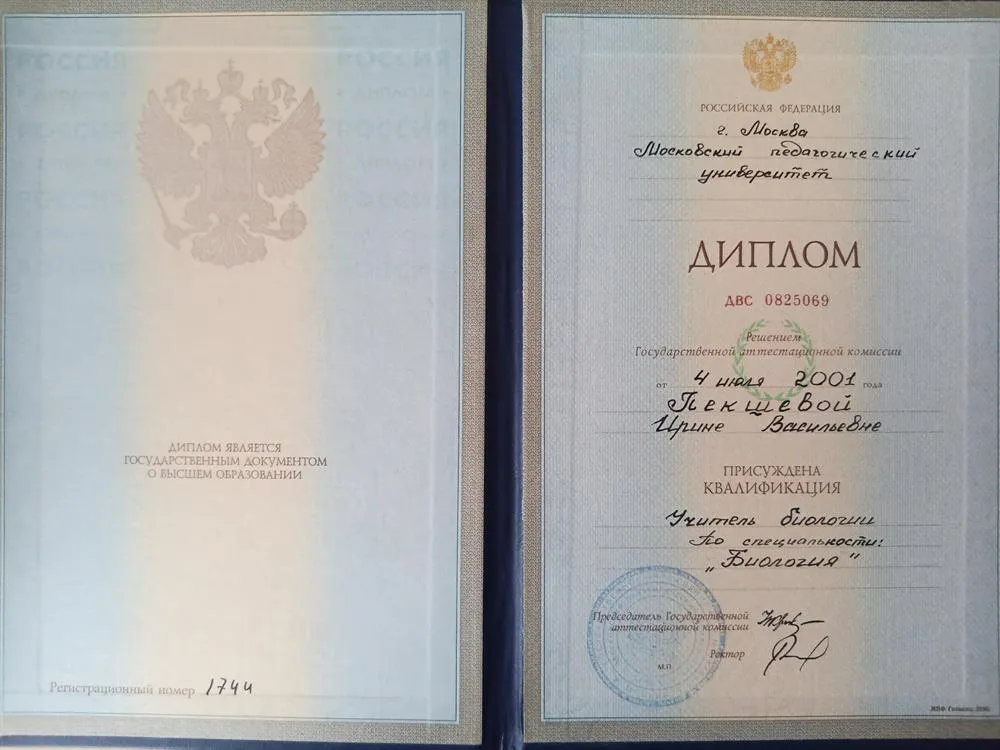 ДИПЛОМ ЯВЛЯЕТСЯ
ГОСУДАРСТВЕННЫМ ДОКУМЕНТОМ
О ВЫСШЕМ ОБРАЗОВАНИИ
Регистрационный номер 1744
РОССИЙСКАЯ ФЕДЕРАЦИЯ
г. Москва
Московский педагогический
университет
ДИПЛОМ
ДВС 0825069
Решением
Государственной аттестационной комиссии
от 4 июля 2001 года
Пекшевой
Ирине Васильевне
ПРИСУЖДЕНА
КВАЛИФИКАЦИЯ
Учитель биологии
По специальности:
„Биология"
Председатель Государственной
аттестационной комиссии
Ректор
М.П.